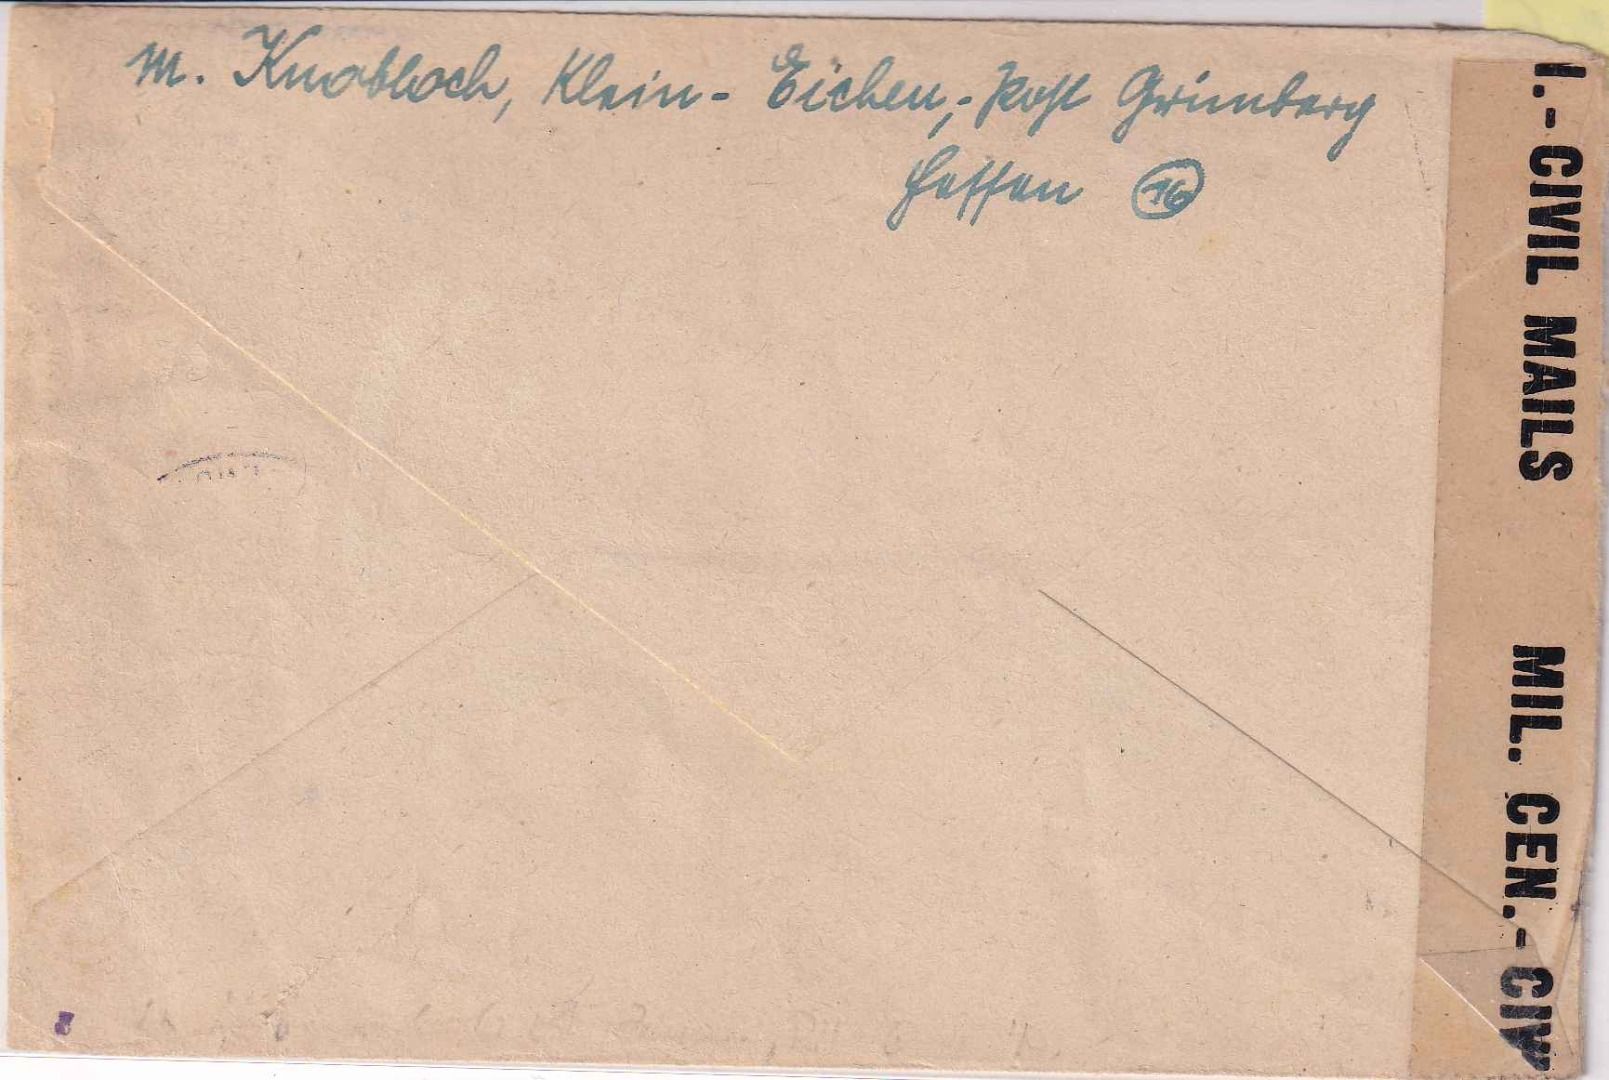 M. Knobloch, Klein-Eichen,-Post Grünberg
Hessen (16)
I.-CIVIL MAILS MIL. CEN.-CIV